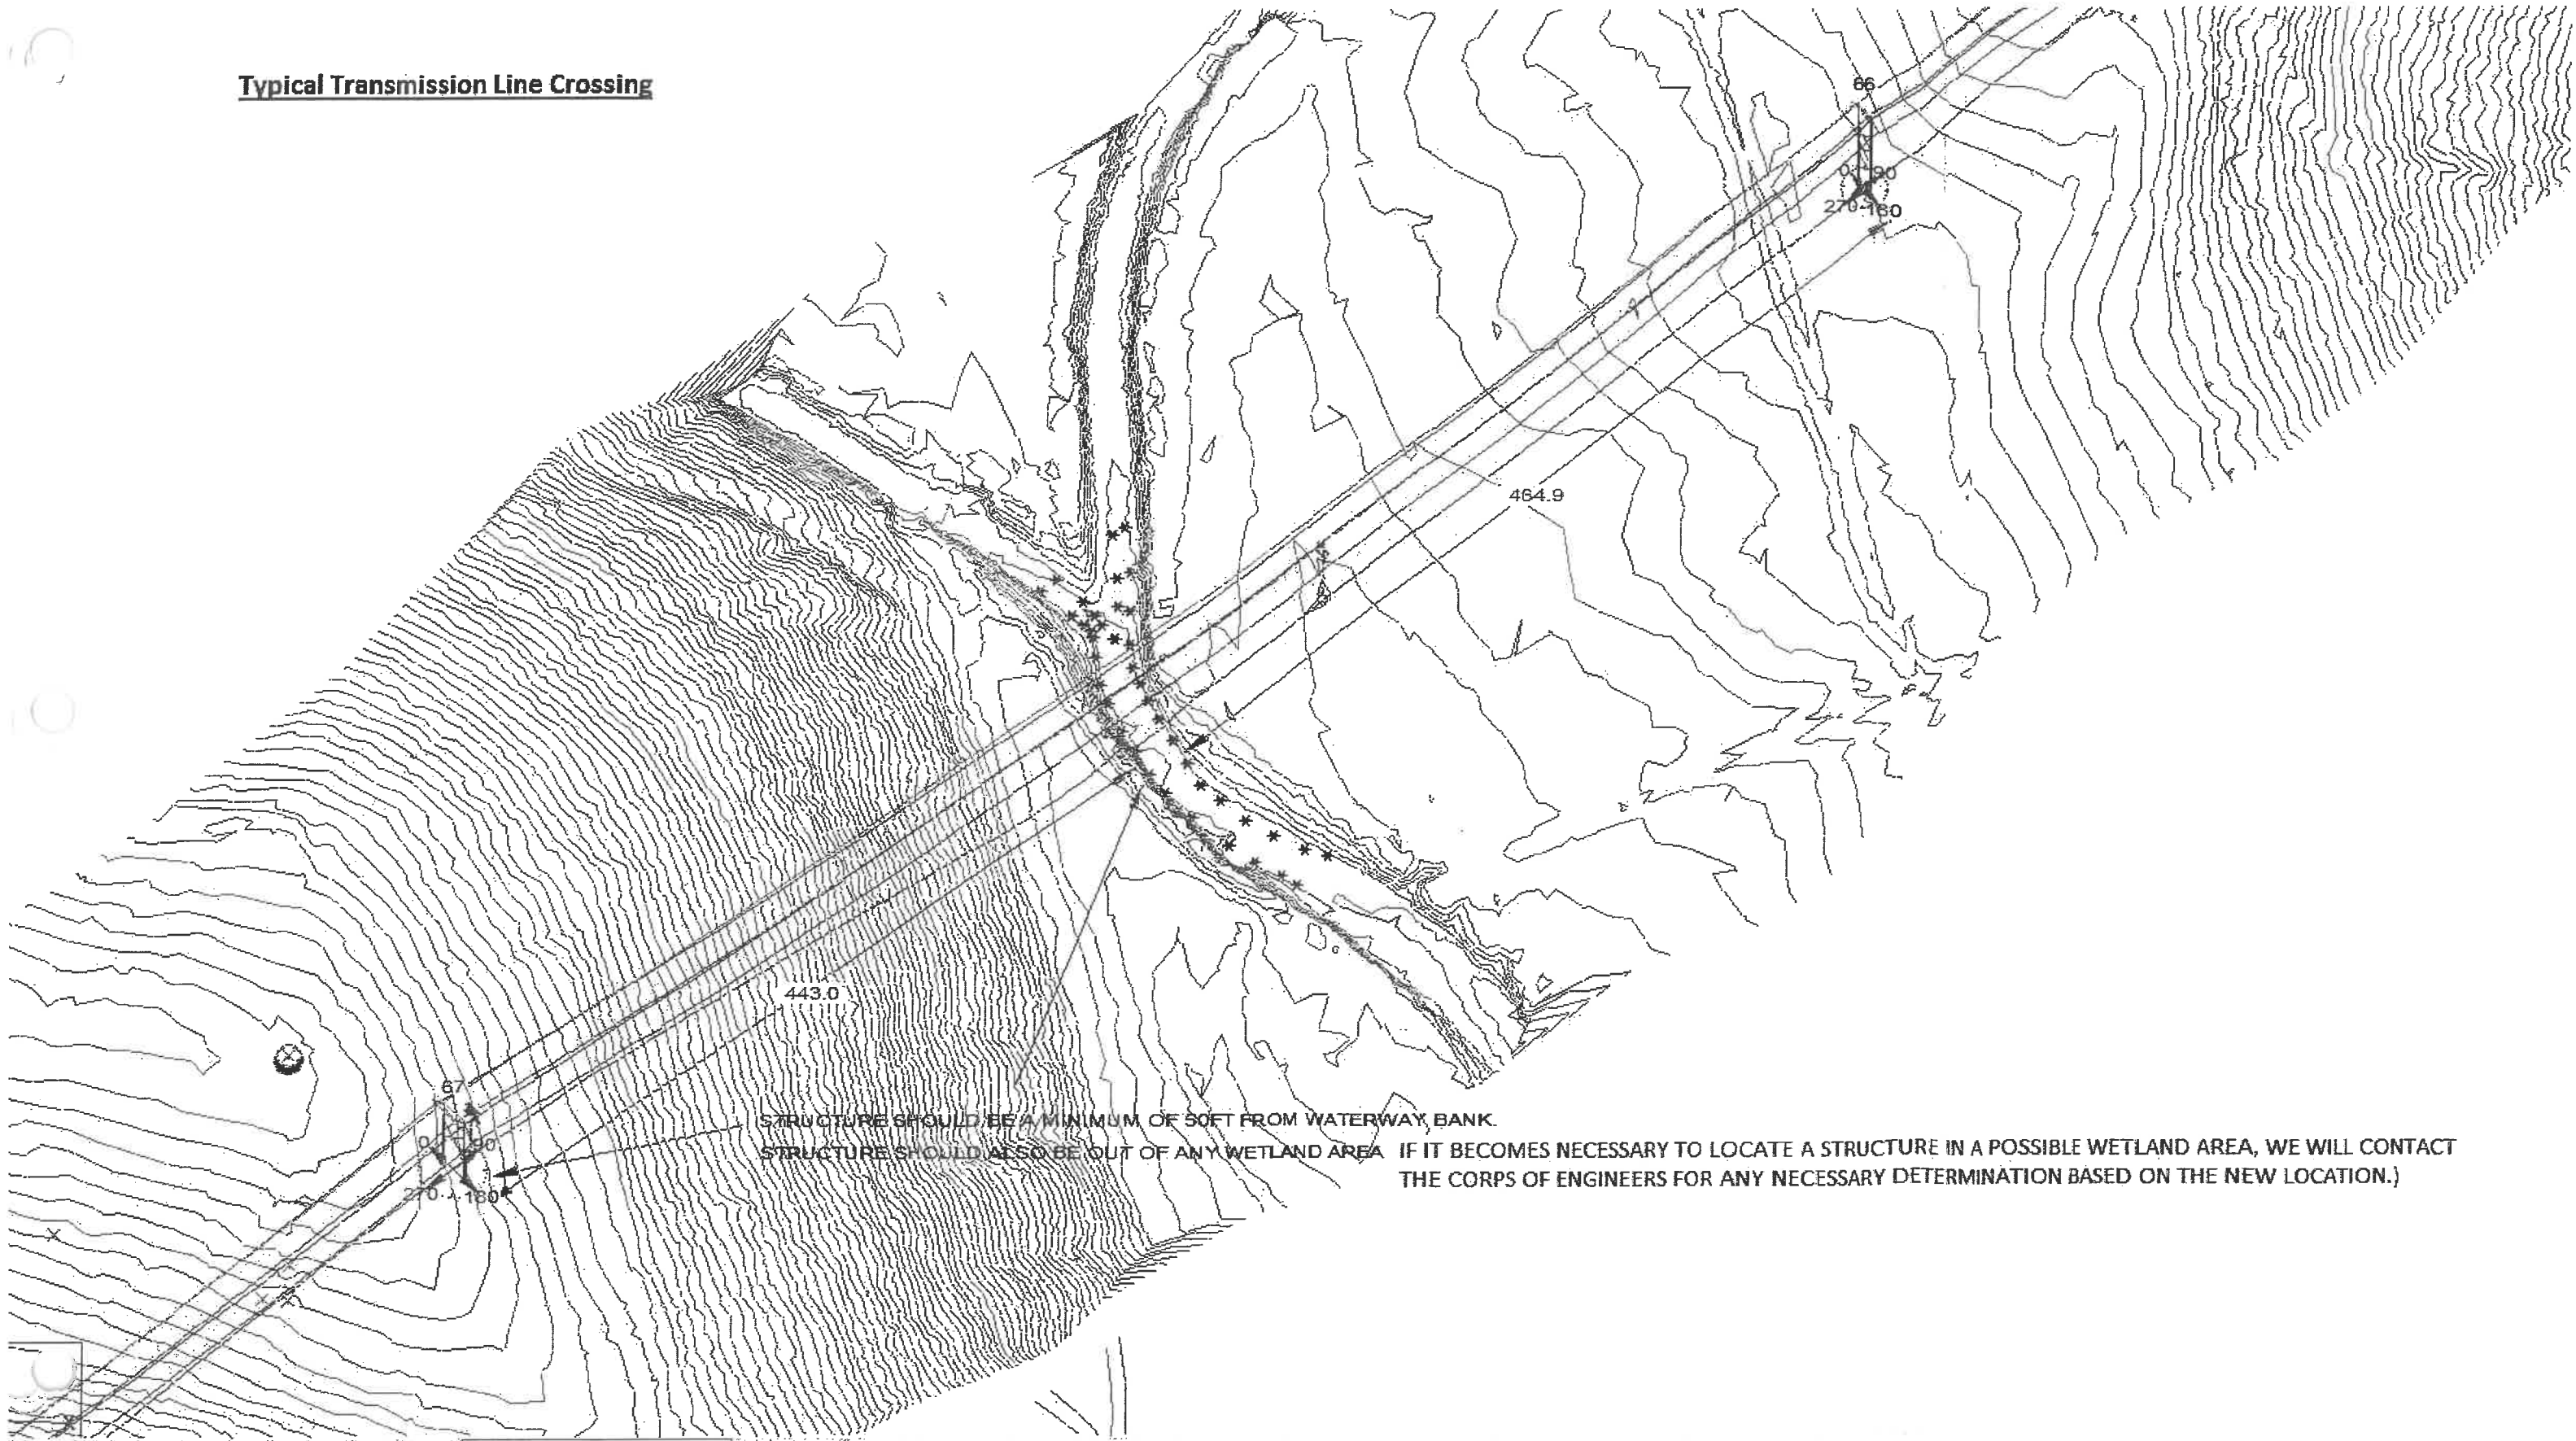 Typical Transmission Line Crossing
66
0 90
270 180
464.9
443.0
67
0 90
270 180
STRUCTURE SHOULD BE A MINIMUM OF 50FT FROM WATERWAY BANK.
STRUCTURE SHOULD ALSO BE OUT OF ANY WETLAND AREA IF IT BECOMES NECESSARY TO LOCATE A STRUCTURE IN A POSSIBLE WETLAND AREA, WE WILL CONTACT
THE CORPS OF ENGINEERS FOR ANY NECESSARY DETERMINATION BASED ON THE NEW LOCATION.)